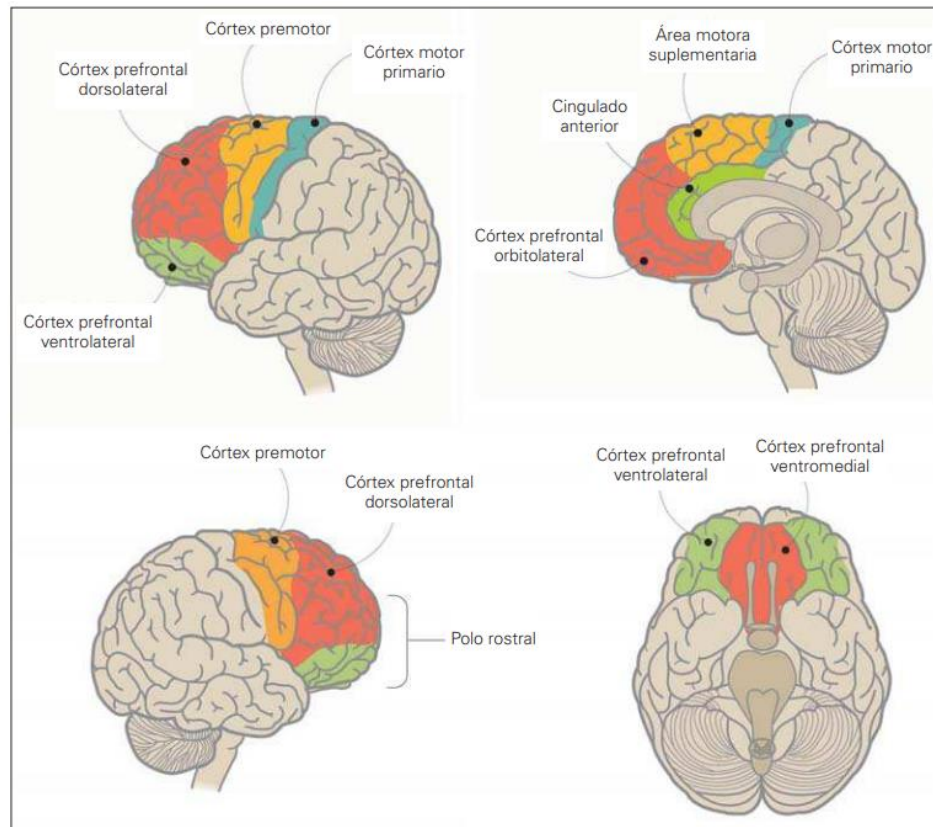 Córtex premotor
Córtex motor
primario
Córtex prefrontal
dorsolateral
Córtex prefrontal
ventrolateral
Área motora
suplementaria
Córtex motor
primario
Cingulado
anterior
Córtex prefrontal
orbitolateral
Córtex premotor
Córtex prefrontal
dorsolateral
Polo rostral
Córtex prefrontal
ventrolateral
Córtex prefrontal
ventromedial